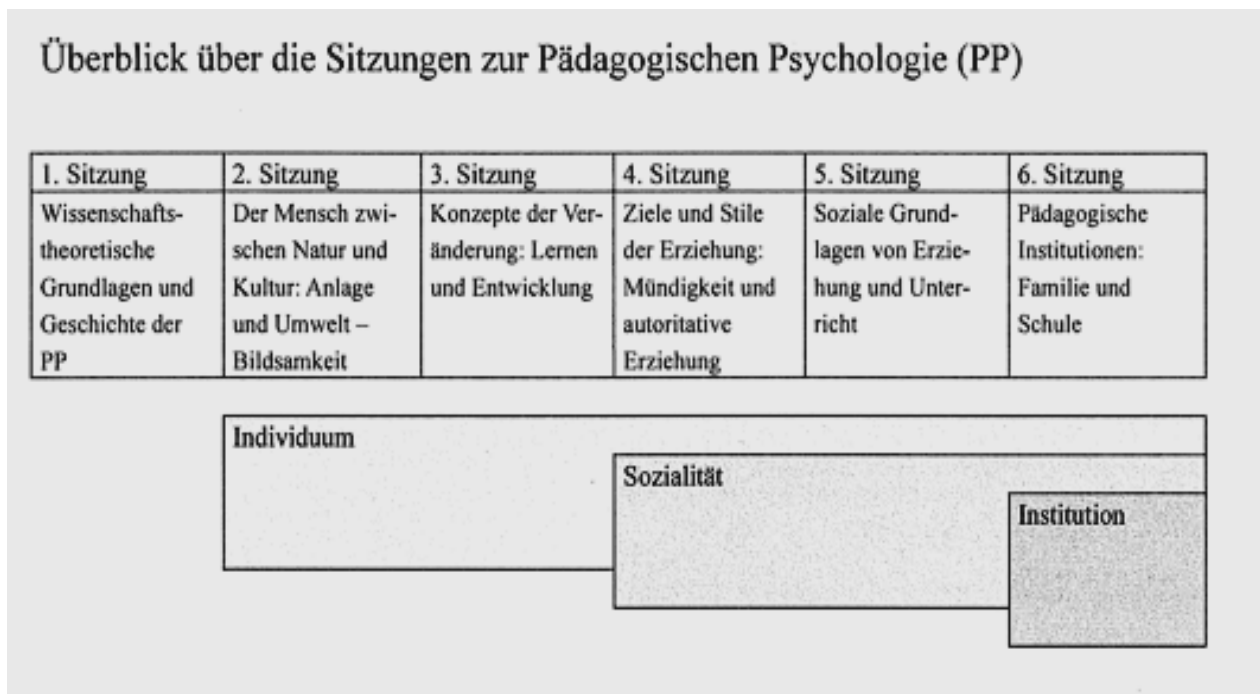 Überblick über die Sitzungen zur Pädagogischen Psychologie (PP)
1. Sitzung
Wissenschafts-
theoretische
Grundlagen und
Geschichte der
PP
2. Sitzung
Der Mensch zwi-
schen Natur und
Kultur: Anlage
und Umwelt –
Bildsamkeit
3. Sitzung
Konzepte der Ver-
änderung: Lernen
und Entwicklung
4. Sitzung
Ziele und Stile
der Erziehung:
Mündigkeit und
autoritative
Erziehung
5. Sitzung
Soziale Grund-
lagen von Erzie-
hung und Unter-
richt
6. Sitzung
Pädagogische
Institutionen:
Familie und
Schule
Individuum
Sozialität
Institution